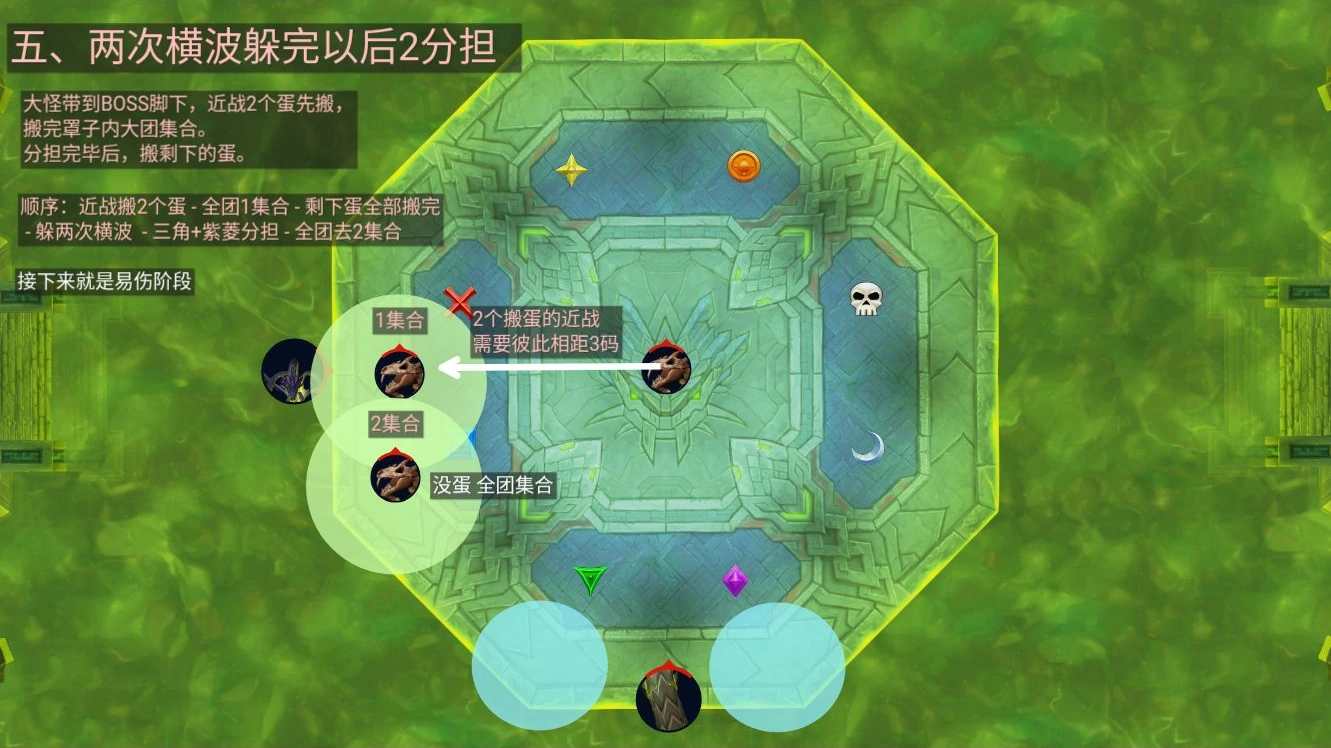 五、两次横波躲完以后2分担
大怪带到BOSS脚下，近战2个蛋先搬，
搬完罩子内大团集合。
分担完毕后，搬剩下的蛋。
顺序：近战搬2个蛋 - 全团1集合 - 剩下蛋全部搬完
- 躲两次横波 - 三角+紫菱分担 - 全团去2集合
接下来就是易伤阶段
1集合
2个搬蛋的近战
需要彼此相距3码
2集合
没蛋 全团集合